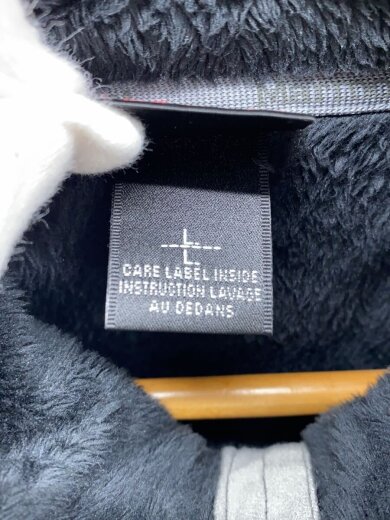 L
CARE LABEL INSIDE
INSTRUCTION LAVAGE
AU DEDANS